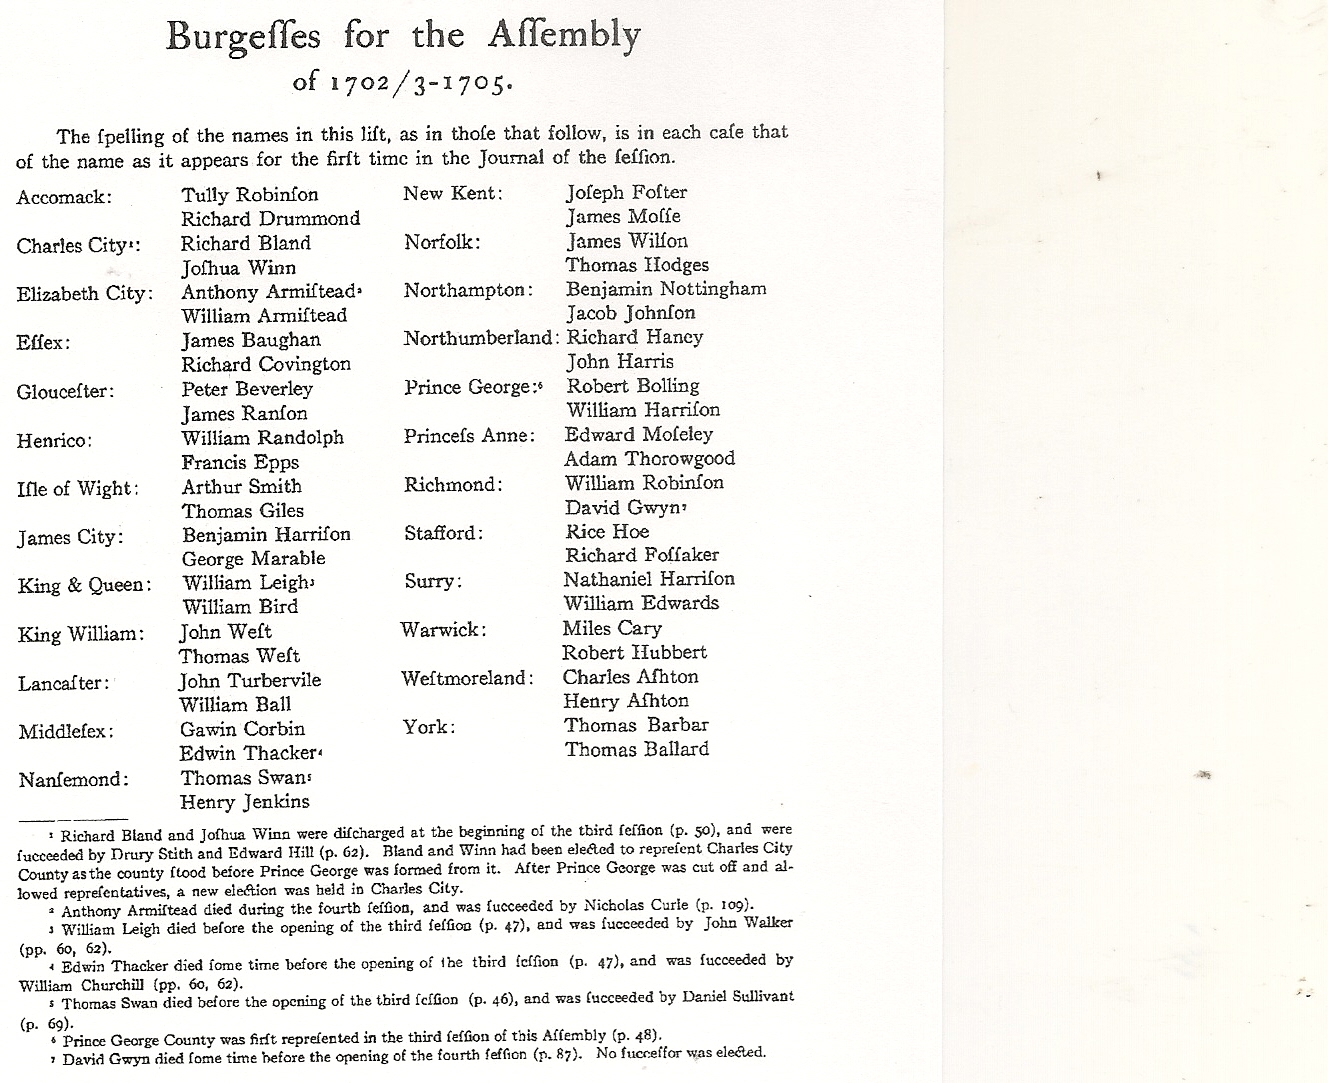 Burgeſſes for the Aſſembly
of 1702/3-1705.
The ſpelling of the names in this liſt, as in thoſe that follow, is in each caſe that
of the name as it appears for the firſt time in the Journal of the ſeſſion.
Accomack: Tully Robinſon New Kent: Joſeph Foſter
Richard Drummond James Moſſe
Charles City¹: Richard Bland Norfolk: James Wilſon
Joſhua Winn Thomas Hodges
Elizabeth City: Anthony Armiſtead² Northampton: Benjamin Nottingham
William Armiſtead Jacob Johnſon
Eſſex: James Baughan Northumberland: Richard Haney
Richard Covington John Harris
Glouceſter: Peter Beverley Prince George:⁶ Robert Bolling
James Ranſon William Harriſon
Henrico: William Randolph Princeſs Anne: Edward Moſeley
Francis Epps Adam Thorowgood
Iſle of Wight: Arthur Smith Richmond: William Robinſon
Thomas Giles David Gwyn⁷
James City: Benjamin Harriſon Stafford: Rice Hoe
George Marable Richard Foſſaker
King & Queen: William Leigh³ Surry: Nathaniel Harriſon
William Bird William Edwards
King William: John Weſt Warwick: Miles Cary
Thomas Weſt Robert Hubbert
Lancaſter: John Turbervile Weſtmoreland: Charles Aſhton
William Ball Henry Aſhton
Middleſex: Gawin Corbin York: Thomas Barbar
Edwin Thacker⁴ Thomas Ballard
Nanſemond: Thomas Swan⁵
Henry Jenkins
¹ Richard Bland and Joſhua Winn were diſcharged at the beginning of the third ſeſſion (p. 50), and were
ſucceeded by Drury Stith and Edward Hill (p. 62). Bland and Winn had been elected to repreſent Charles City
County as the county ſtood before Prince George was formed from it. After Prince George was cut off and al-
lowed repreſentatives, a new election was held in Charles City.
² Anthony Armiſtead died during the fourth ſeſſion, and was ſucceeded by Nicholas Curle (p. 109).
³ William Leigh died before the opening of the third ſeſſion (p. 47), and was ſucceeded by John Walker
(pp. 60, 62).
⁴ Edwin Thacker died ſome time before the opening of the third ſeſſion (p. 47), and was ſucceeded by
William Churchill (pp. 60, 62).
⁵ Thomas Swan died before the opening of the third ſeſſion (p. 46), and was ſucceeded by Daniel Sullivant
(p. 69).
⁶ Prince George County was firſt repreſented in the third ſeſſion of this Aſſembly (p. 48).
⁷ David Gwyn died ſome time before the opening of the fourth ſeſſion (p. 87). No ſucceſſor was elected.